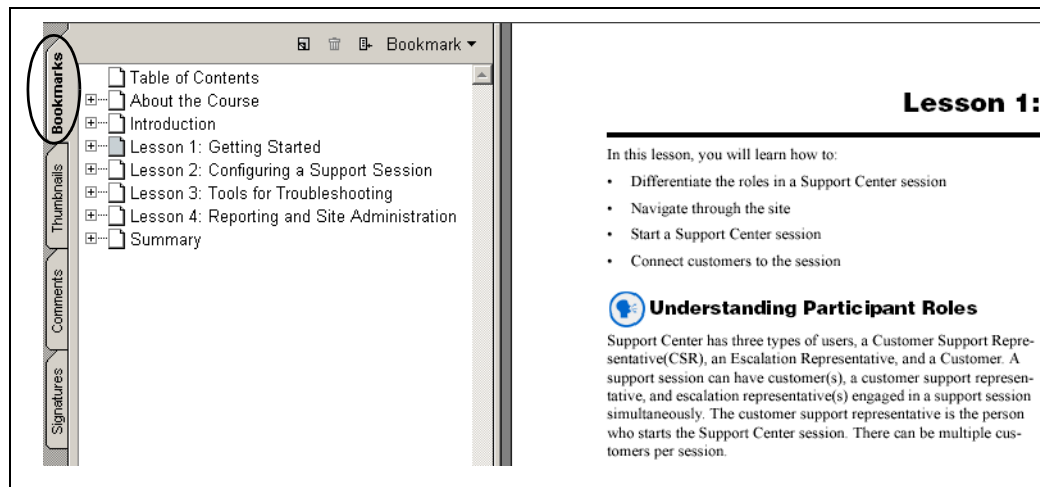 Bookmarks
Thumbnails
Comments
Signatures
Bookmark
Table of Contents
About the Course
Introduction
Lesson 1: Getting Started
Lesson 2: Configuring a Support Session
Lesson 3: Tools for Troubleshooting
Lesson 4: Reporting and Site Administration
Summary
Lesson 1:
In this lesson, you will learn how to:
• Differentiate the roles in a Support Center session
• Navigate through the site
• Start a Support Center session
• Connect customers to the session
Understanding Participant Roles
Support Center has three types of users, a Customer Support Repre-
sentative(CSR), an Escalation Representative, and a Customer. A
support session can have customer(s), a customer support represen-
tative, and escalation representative(s) engaged in a support session
simultaneously. The customer support representative is the person
who starts the Support Center session. There can be multiple cus-
tomers per session.